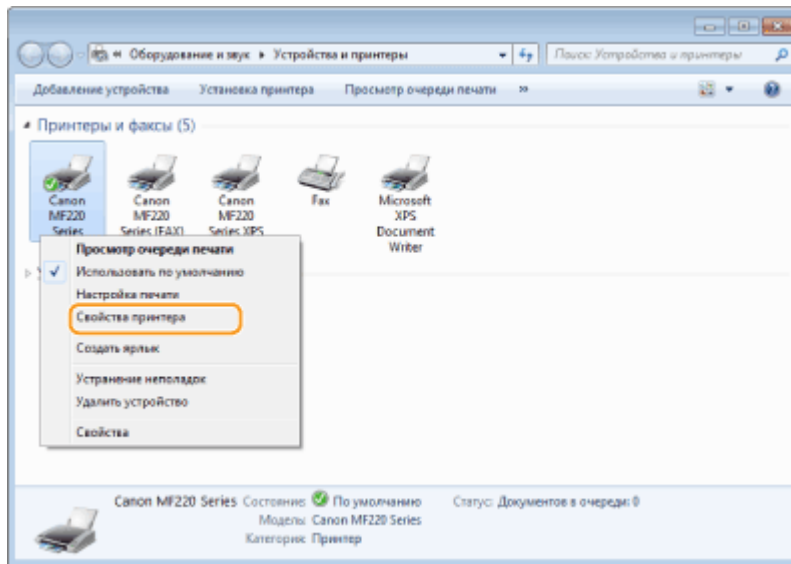 « Оборудование и звук ▸ Устройства и принтеры
Поиск: Устройства и принтеры
Добавление устройства Установка принтера Просмотр очереди печати »
Принтеры и факсы (5)
Canon MF220 Series
Canon MF220 Series (FAX)
Canon MF220 Series XPS
Fax
Microsoft XPS Document Writer
Просмотр очереди печати
Использовать по умолчанию
Настройка печати
Свойства принтера
Создать ярлык
Устранение неполадок
Удалить устройство
Свойства
Canon MF220 Series Состояние: По умолчанию Статус: Документов в очереди: 0
Модель: Canon MF220 Series
Категория: Принтер